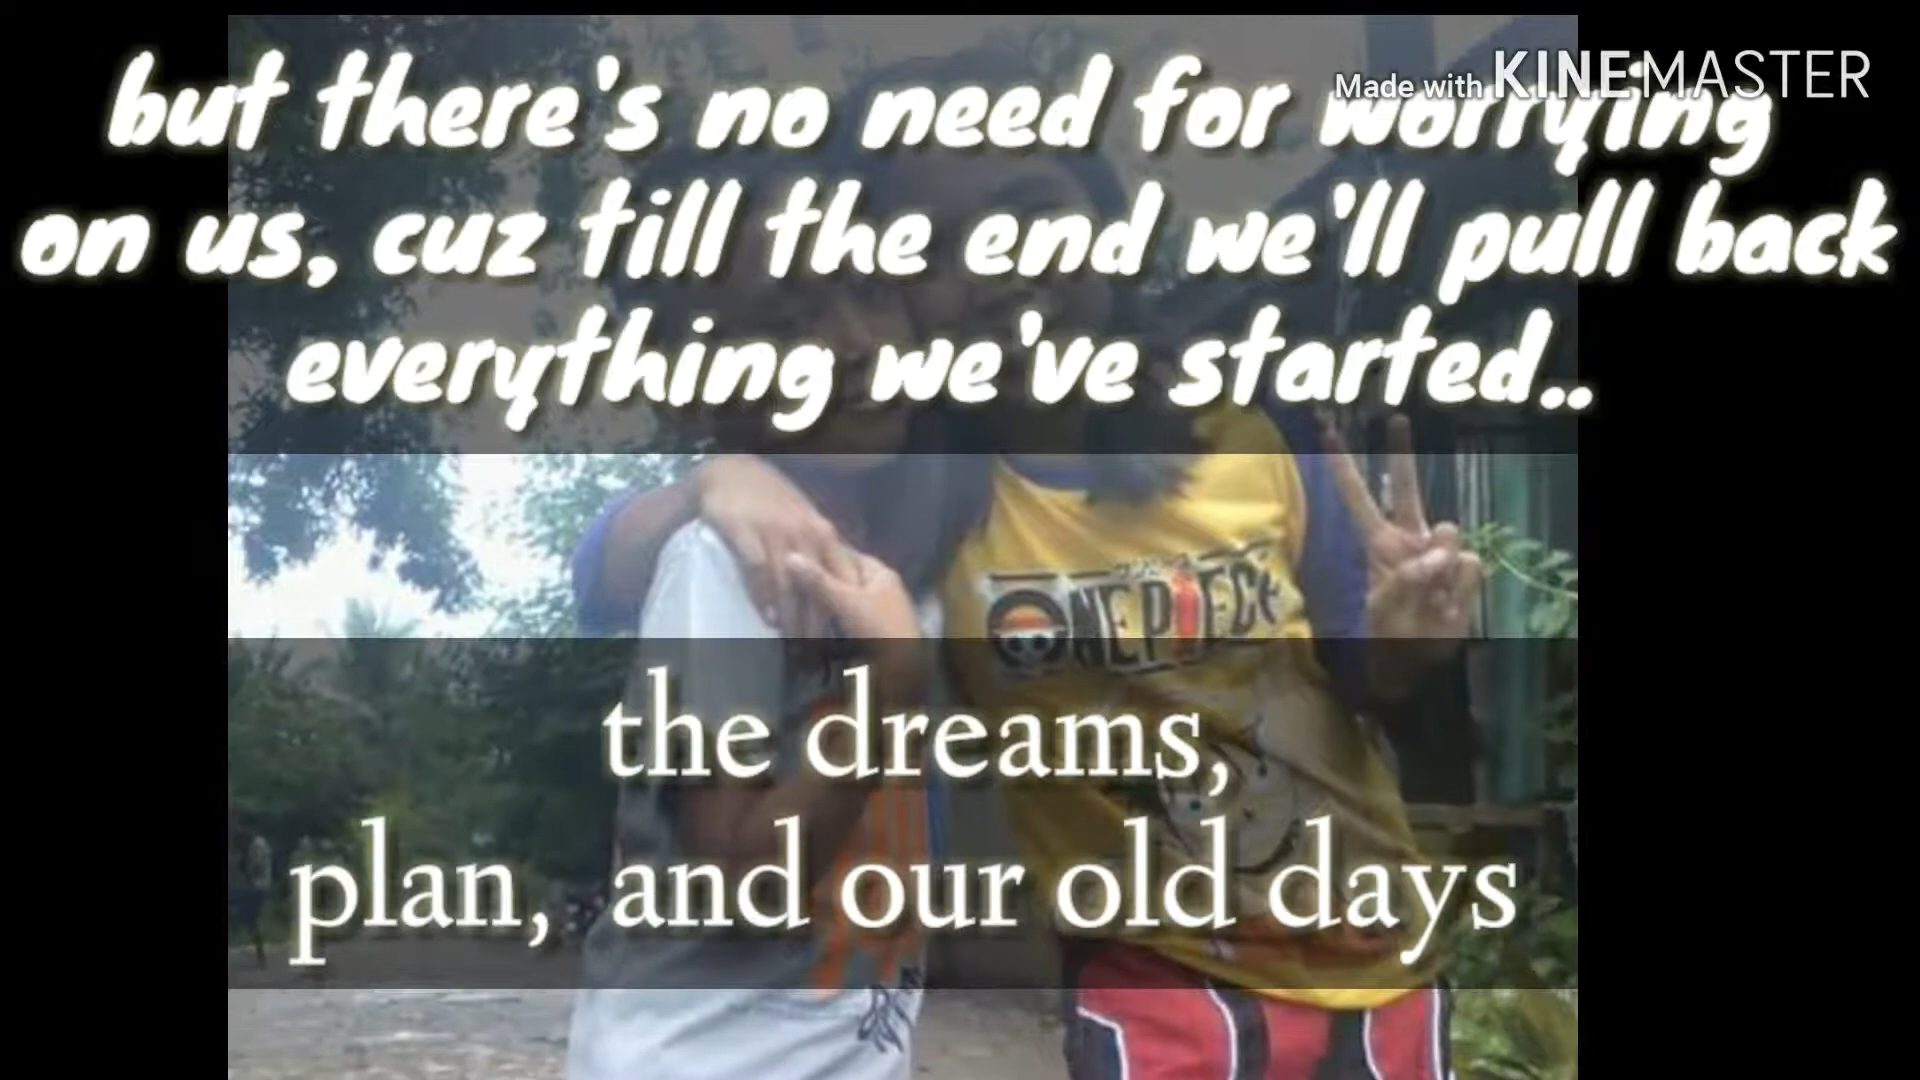 Made with KINEMASTER
but there's no need for worrying
on us, cuz till the end we'll pull back
everything we've started..
ONE PIECE
the dreams,
plan, and our old days